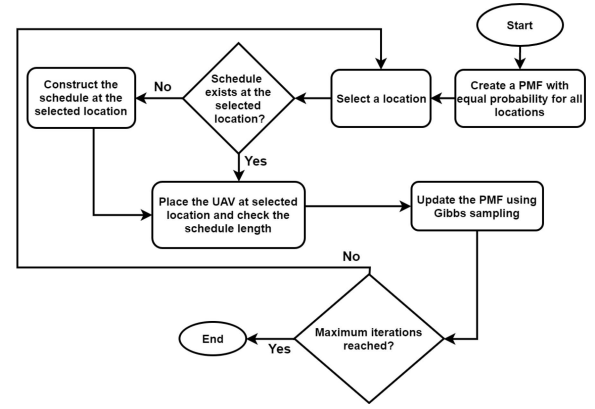 Start
Create a PMF with
equal probability for all
locations
Select a location
Schedule
exists at the
selected
location?
No
Construct the
schedule at the
selected location
Yes
Place the UAV at selected
location and check the
schedule length
Update the PMF using
Gibbs sampling
Maximum iterations
reached?
No
Yes
End